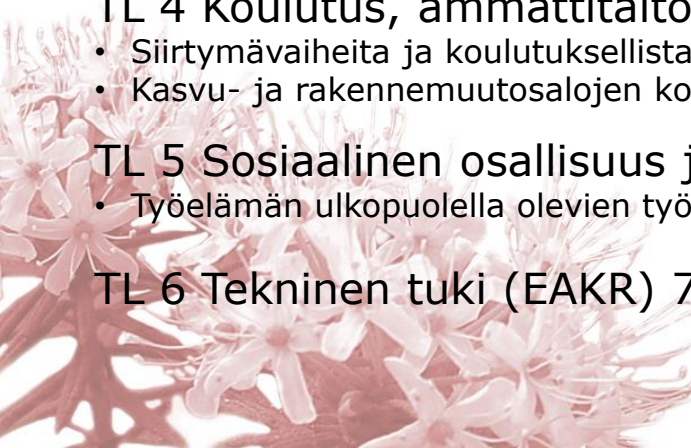 TL 4 Koulutus, ammattitaito
• Siirtymävaiheita ja koulutuksellista
• Kasvu- ja rakennemuutosalojen ko
TL 5 Sosiaalinen osallisuus j
• Työelämän ulkopuolella olevien työ
TL 6 Tekninen tuki (EAKR) 7